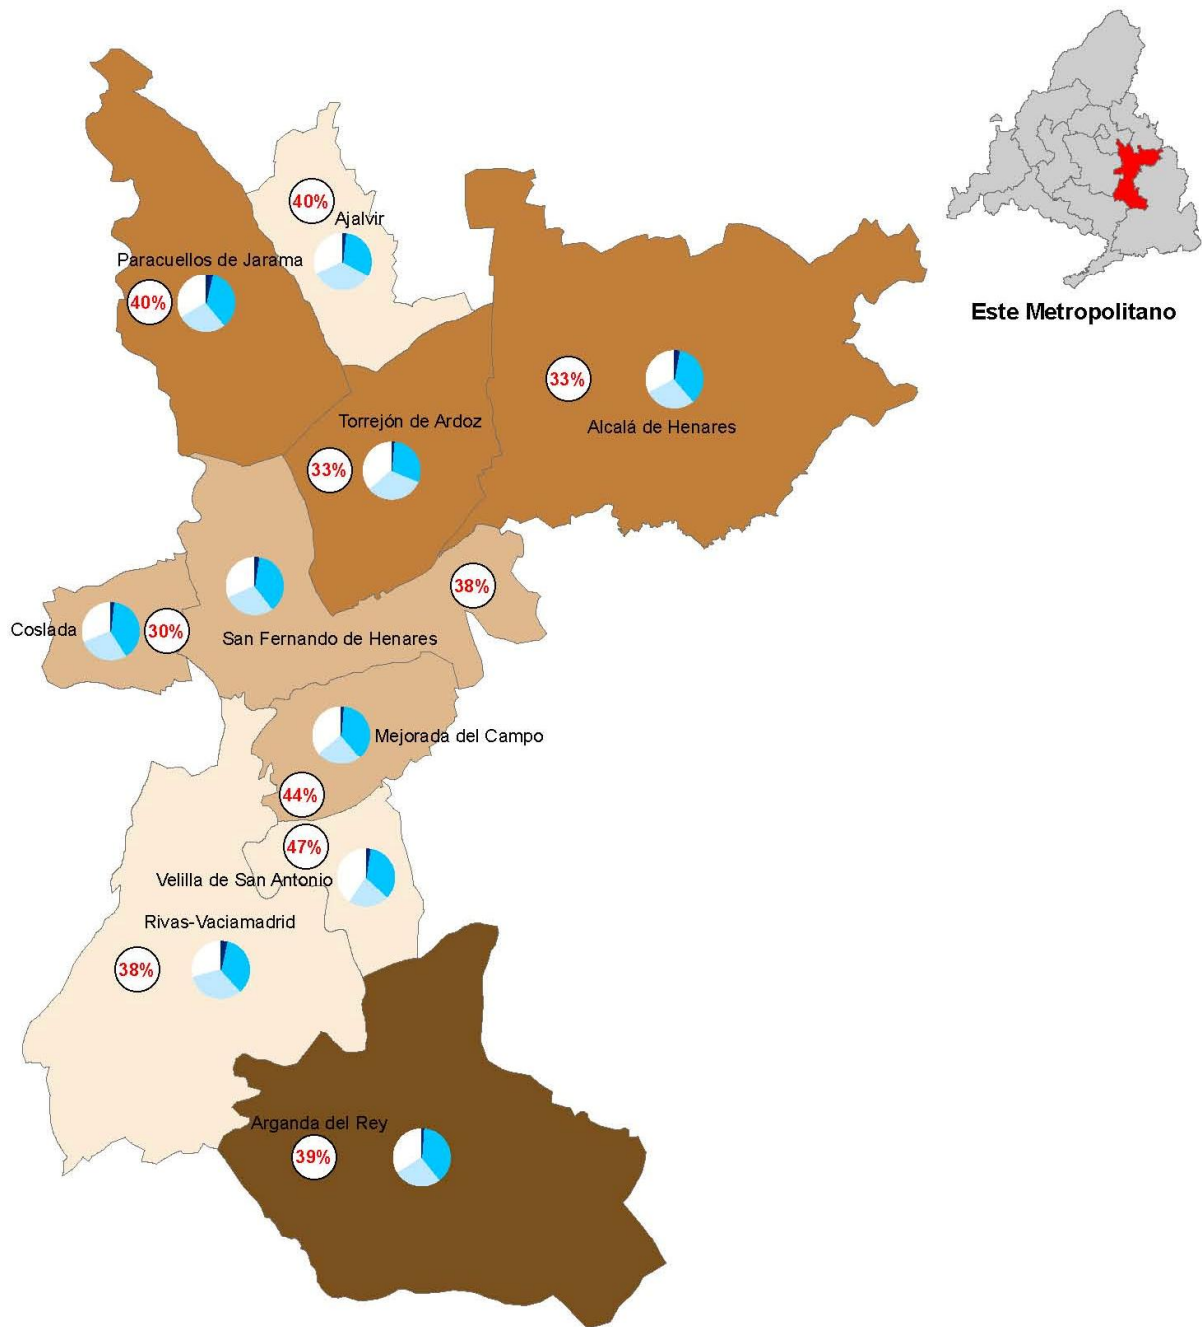 40%
Ajalvir
Paracuellos de Jarama
40%
Este Metropolitano
33%
Alcalá de Henares
Torrejón de Ardoz
33%
38%
Coslada
30%
San Fernando de Henares
Mejorada del Campo
44%
47%
Velilla de San Antonio
Rivas-Vaciamadrid
38%
Arganda del Rey
39%